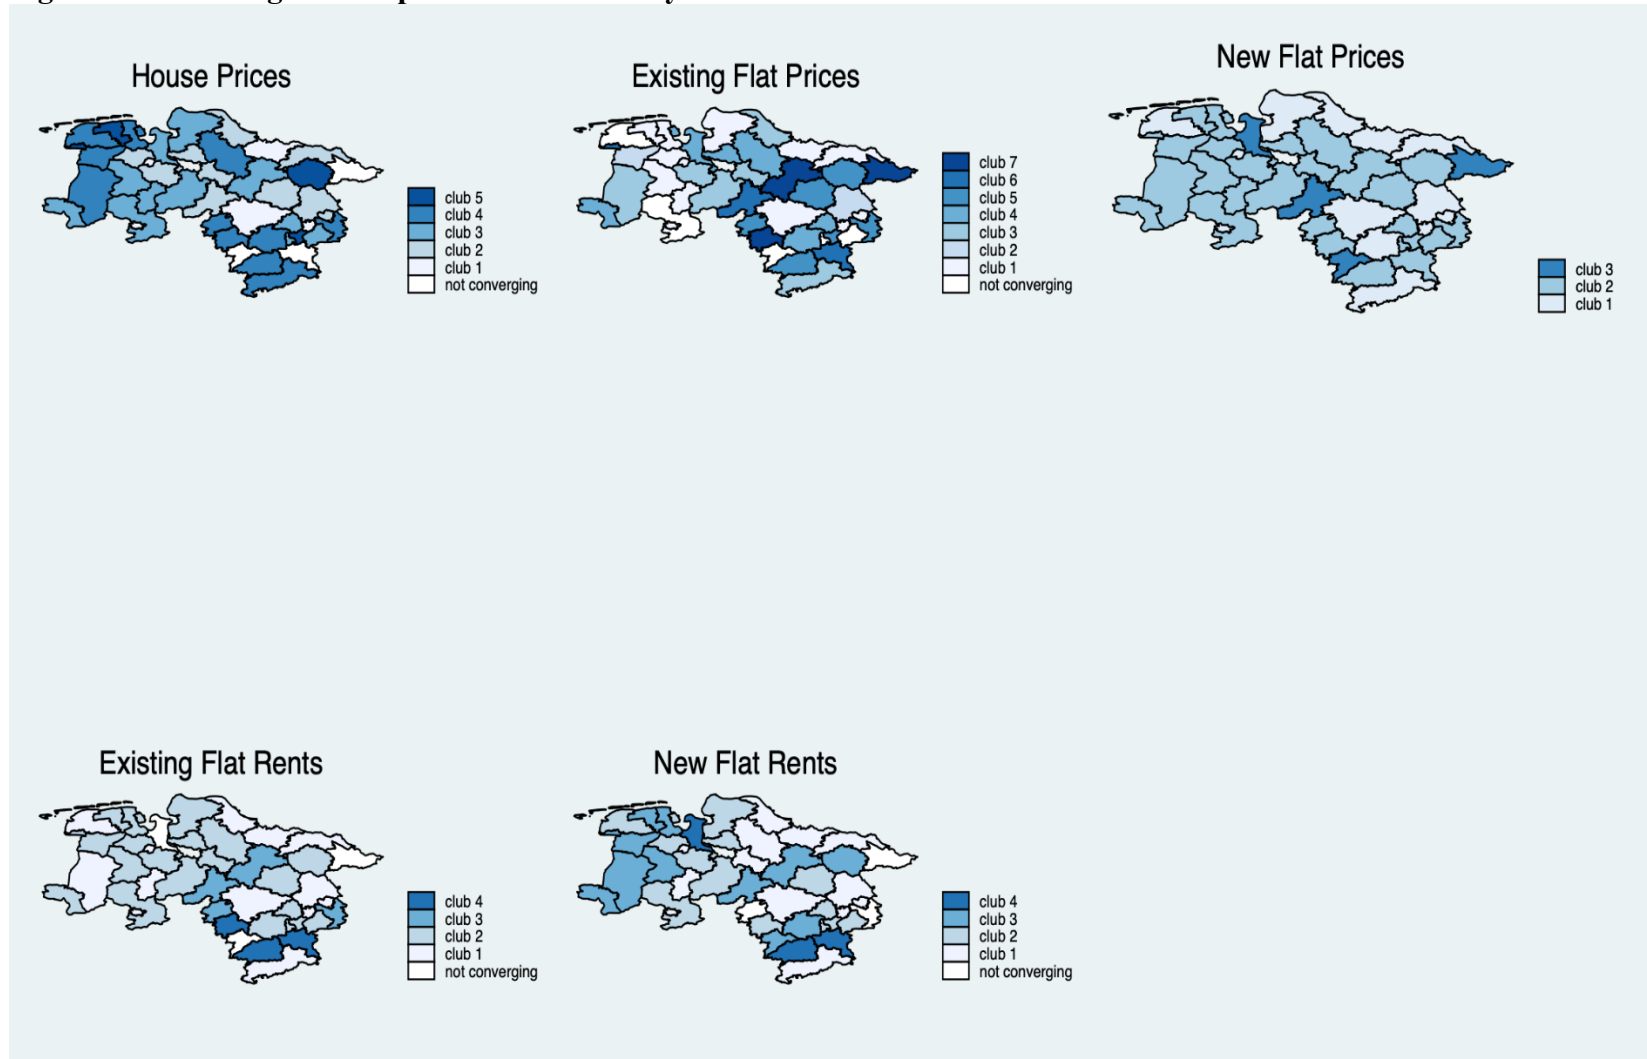 House Prices
club 5
club 4
club 3
club 2
club 1
not converging
Existing Flat Prices
club 7
club 6
club 5
club 4
club 3
club 2
club 1
not converging
New Flat Prices
club 3
club 2
club 1
Existing Flat Rents
club 4
club 3
club 2
club 1
not converging
New Flat Rents
club 4
club 3
club 2
club 1
not converging